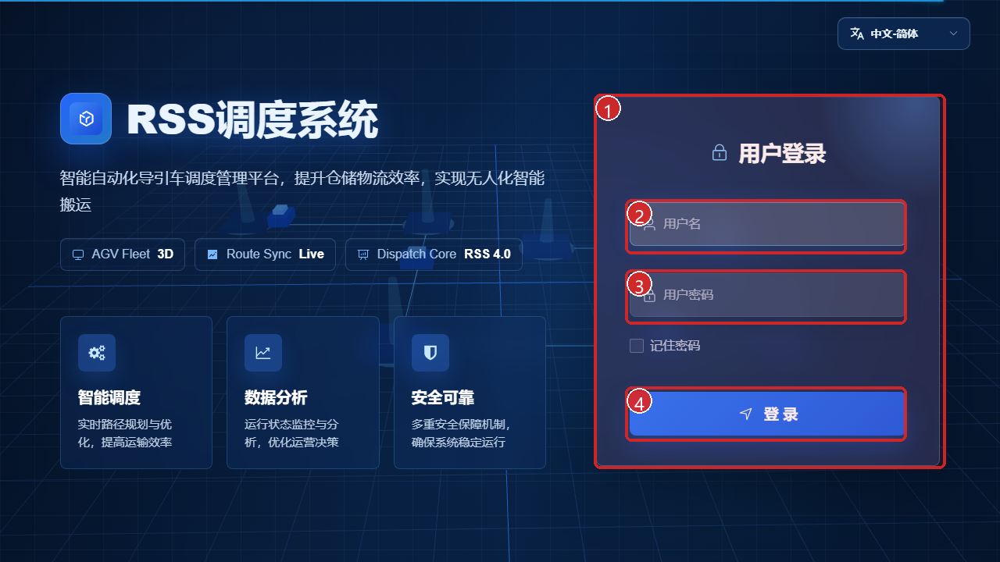 中文-简体
RSS调度系统
智能自动化导引车调度管理平台，提升仓储物流效率，实现无人化智能
搬运
AGV Fleet 3D
Route Sync Live
Dispatch Core RSS 4.0
智能调度
实时路径规划与优
化，提高运输效率
数据分析
运行状态监控与分
析，优化运营决策
安全可靠
多重安全保障机制，
确保系统稳定运行
1
用户登录
2
用户名
3
用户密码
记住密码
4
登录